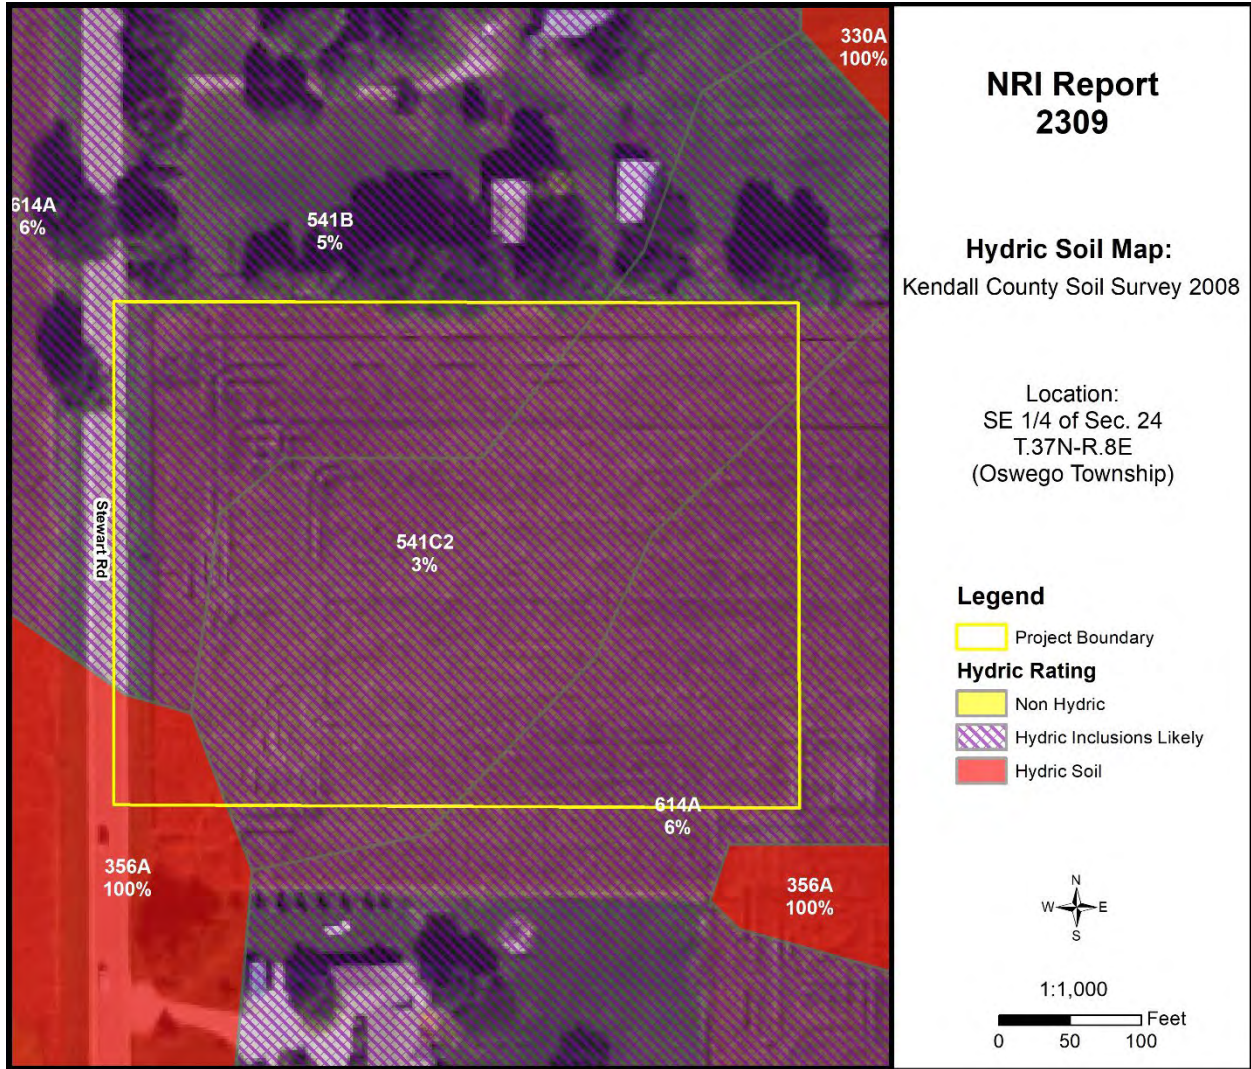 330A
100%
614A
6%
541B
5%
Stewart Rd
541C2
3%
614A
6%
356A
100%
356A
100%
NRI Report
2309
Hydric Soil Map:
Kendall County Soil Survey 2008
Location:
SE 1/4 of Sec. 24
T.37N-R.8E
(Oswego Township)
Legend
Project Boundary
Hydric Rating
Non Hydric
Hydric Inclusions Likely
Hydric Soil
N
W E
S
1:1,000
Feet
0 50 100